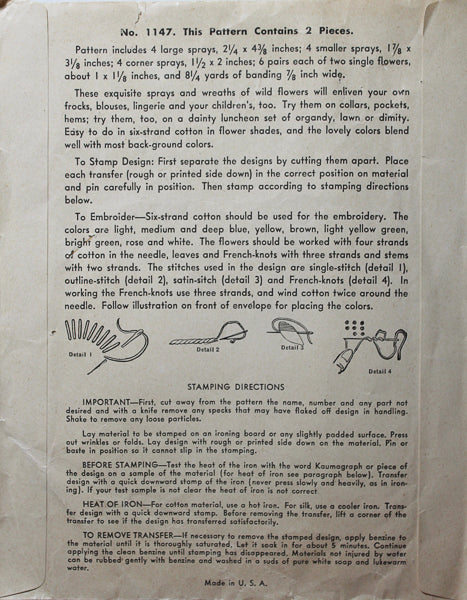 No. 1147. This Pattern Contains 2 Pieces.
Pattern includes 4 large sprays, 2¼ x 4⅜ inches; 4 smaller sprays, 1⅞ x
3⅛ inches; 4 corner sprays, 1½ x 2 inches; 6 pairs each of two single flowers,
about 1 x 1⅛ inches, and 8¼ yards of banding ⅞ inch wide.
These exquisite sprays and wreaths of wild flowers will enliven your own
frocks, blouses, lingerie and your children's, too. Try them on collars, pockets,
hems; try them, too, on a dainty luncheon set of organdy, lawn or dimity.
Easy to do in six-strand cotton in flower shades, and the lovely colors blend
well with most back-ground colors.
To Stamp Design: First separate the designs by cutting them apart. Place
each transfer (rough or printed side down) in the correct position on material
and pin carefully in position. Then stamp according to stamping directions
below.
To Embroider—Six-strand cotton should be used for the embroidery. The
colors are light, medium and deep blue, yellow, brown, light yellow green,
bright green, rose and white. The flowers should be worked with four strands
of cotton in the needle, leaves and French-knots with three strands and stems
with two strands. The stitches used in the design are single-stitch (detail 1),
outline-stitch (detail 2), satin-sitch (detail 3) and French-knots (detail 4). In
working the French-knots use three strands, and wind cotton twice around the
needle. Follow illustration on front of envelope for placing the colors.
Detail 1
Detail 2
Detail 3
Detail 4
STAMPING DIRECTIONS
IMPORTANT—First, cut away from the pattern the name, number and any part not
desired and with a knife remove any specks that may have flaked off design in handling.
Shake to remove any loose particles.
Lay material to be stamped on an ironing board or any slightly padded surface. Press
out wrinkles or folds. Lay design with rough or printed side down on the material. Pin or
baste in position so it cannot slip in the stamping.
BEFORE STAMPING—Test the heat of the iron with the word Kaumagraph or piece of
the design on a sample of the material (for heat of iron see paragraph below). Transfer
design with a quick downward stamp of the iron (never press slowly and heavily, as in iron-
ing). If your test sample is not clear the heat of iron is not correct.
HEAT OF IRON—For cotton material, use a hot iron. For silk, use a cooler iron. Trans-
fer design with a quick downward stamp. Before removing the transfer, lift a corner of the
transfer to see if the design has transferred satisfactorily.
TO REMOVE TRANSFER—If necessary to remove the stamped design, apply benzine to
the material until it is thoroughly saturated. Let it soak in for about 5 minutes. Continue
applying the clean benzine until stamping has disappeared. Materials not injured by water
can be rubbed gently with benzine and washed in a suds of pure white soap and lukewarm
water.
Made in U. S. A.